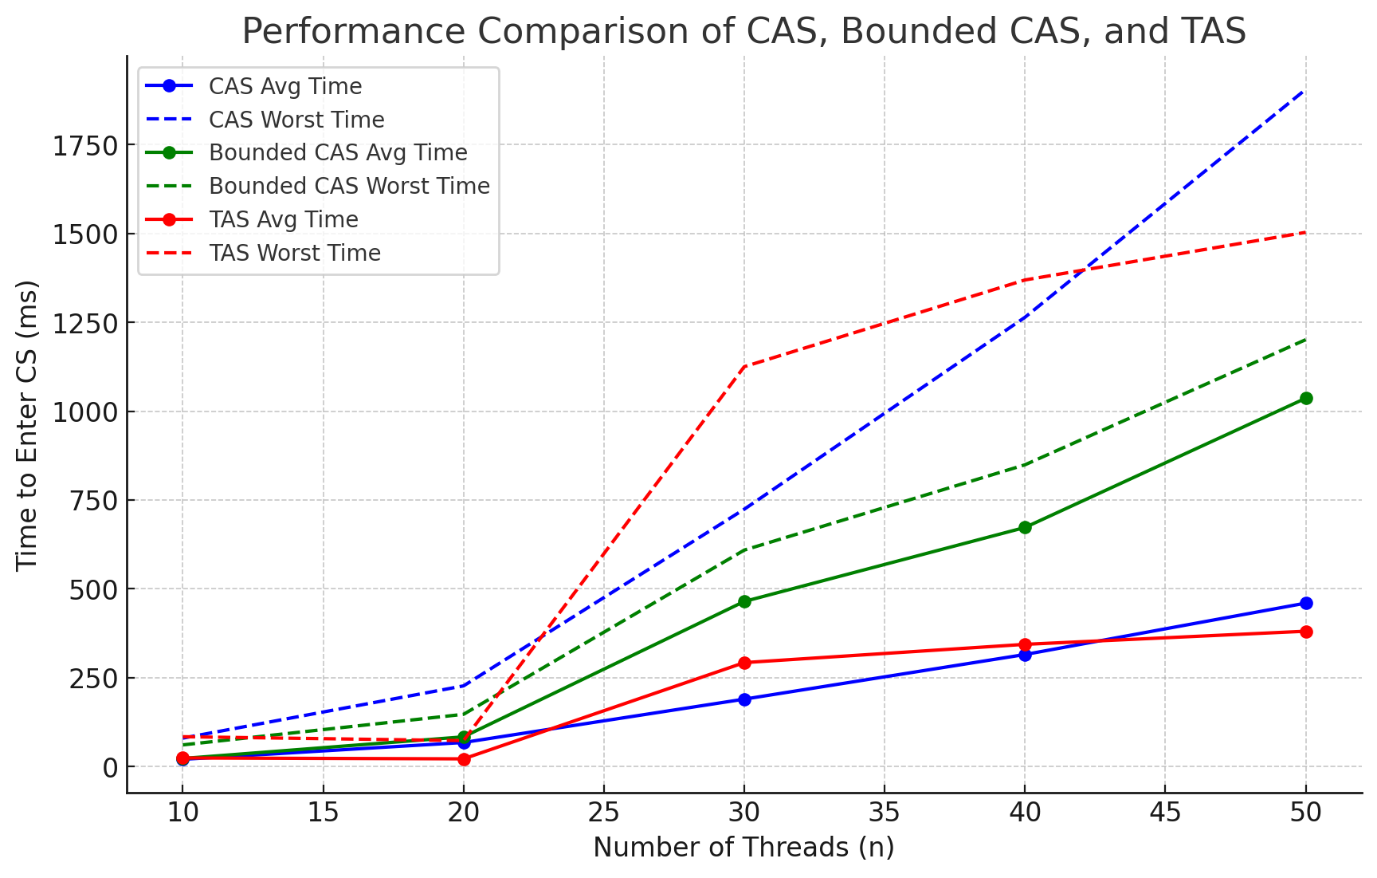 Performance Comparison of CAS, Bounded CAS, and TAS
CAS Avg Time
CAS Worst Time
Bounded CAS Avg Time
Bounded CAS Worst Time
TAS Avg Time
TAS Worst Time
Time to Enter CS (ms)
1750
1500
1250
1000
750
500
250
0
10 15 20 25 30 35 40 45 50
Number of Threads (n)